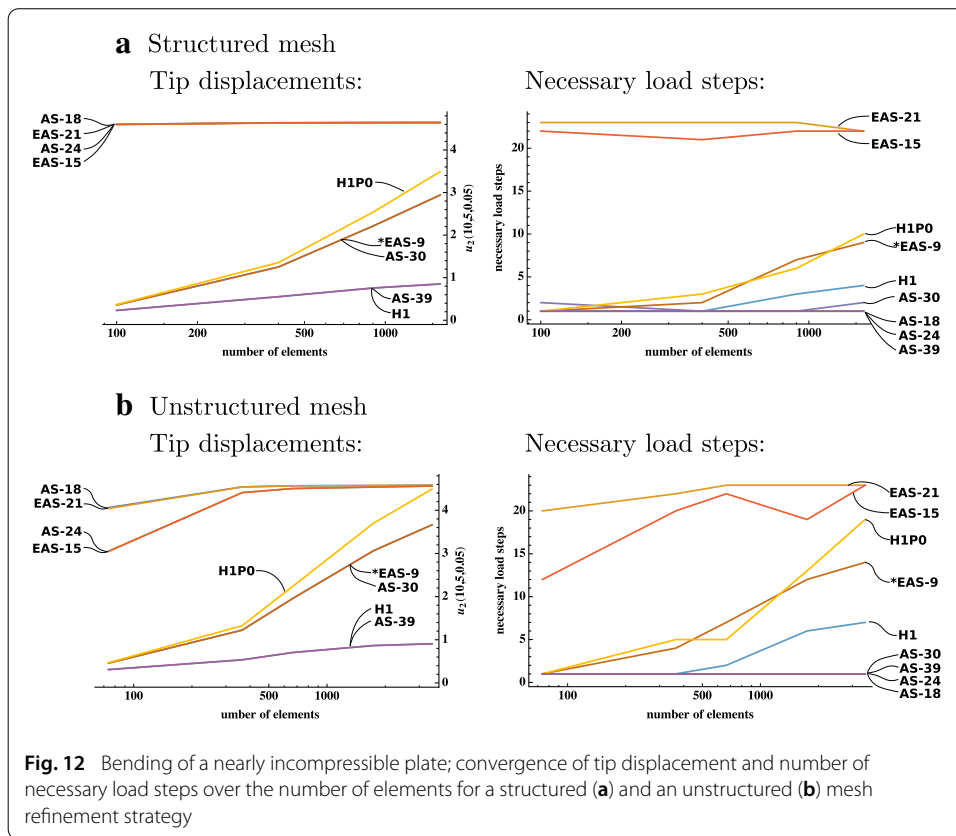 a Structured mesh
Tip displacements:
Necessary load steps:
AS-18
EAS-21
AS-24
EAS-15
H1P0
*EAS-9
AS-30
AS-39
H1
4
3
2
1
0
u2(10,5,0.05)
100
200
500
1000
number of elements
EAS-21
EAS-15
H1P0
*EAS-9
H1
AS-30
AS-18
AS-24
AS-39
20
15
10
5
1
necessary load steps
100
200
500
1000
number of elements
b Unstructured mesh
Tip displacements:
Necessary load steps:
AS-18
EAS-21
AS-24
EAS-15
H1P0
*EAS-9
AS-30
H1
AS-39
4
3
2
1
0
u2(10,5,0.05)
100
500
1000
umber of elements
EAS-21
EAS-15
H1P0
*EAS-9
H1
AS-30
AS-39
AS-24
AS-18
20
15
10
5
1
necessary load steps
100
500
1000
number of elements
Fig. 12 Bending of a nearly incompressible plate; convergence of tip displacement and number of
necessary load steps over the number of elements for a structured (a) and an unstructured (b) mesh
refinement strategy